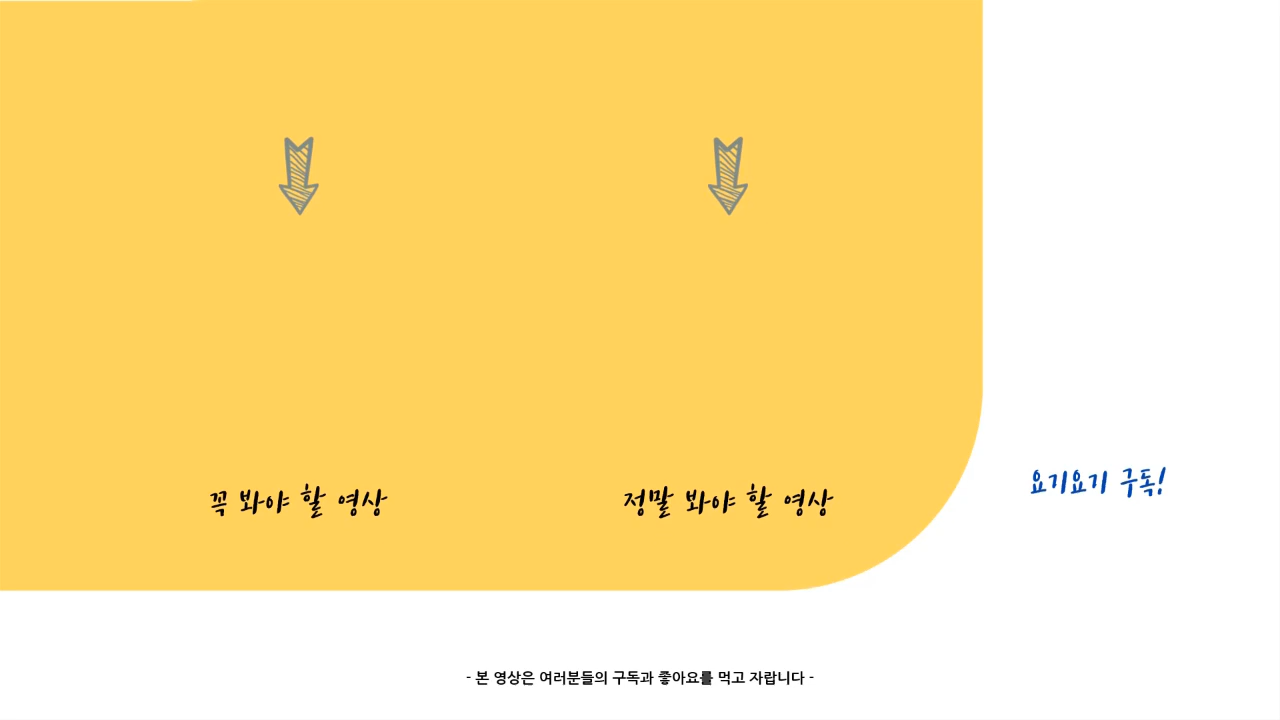 꼭 봐야 할 영상
정말 봐야 할 영상
요기요기 구독!
- 본 영상은 여러분들의 구독과 좋아요를 먹고 자랍니다 -